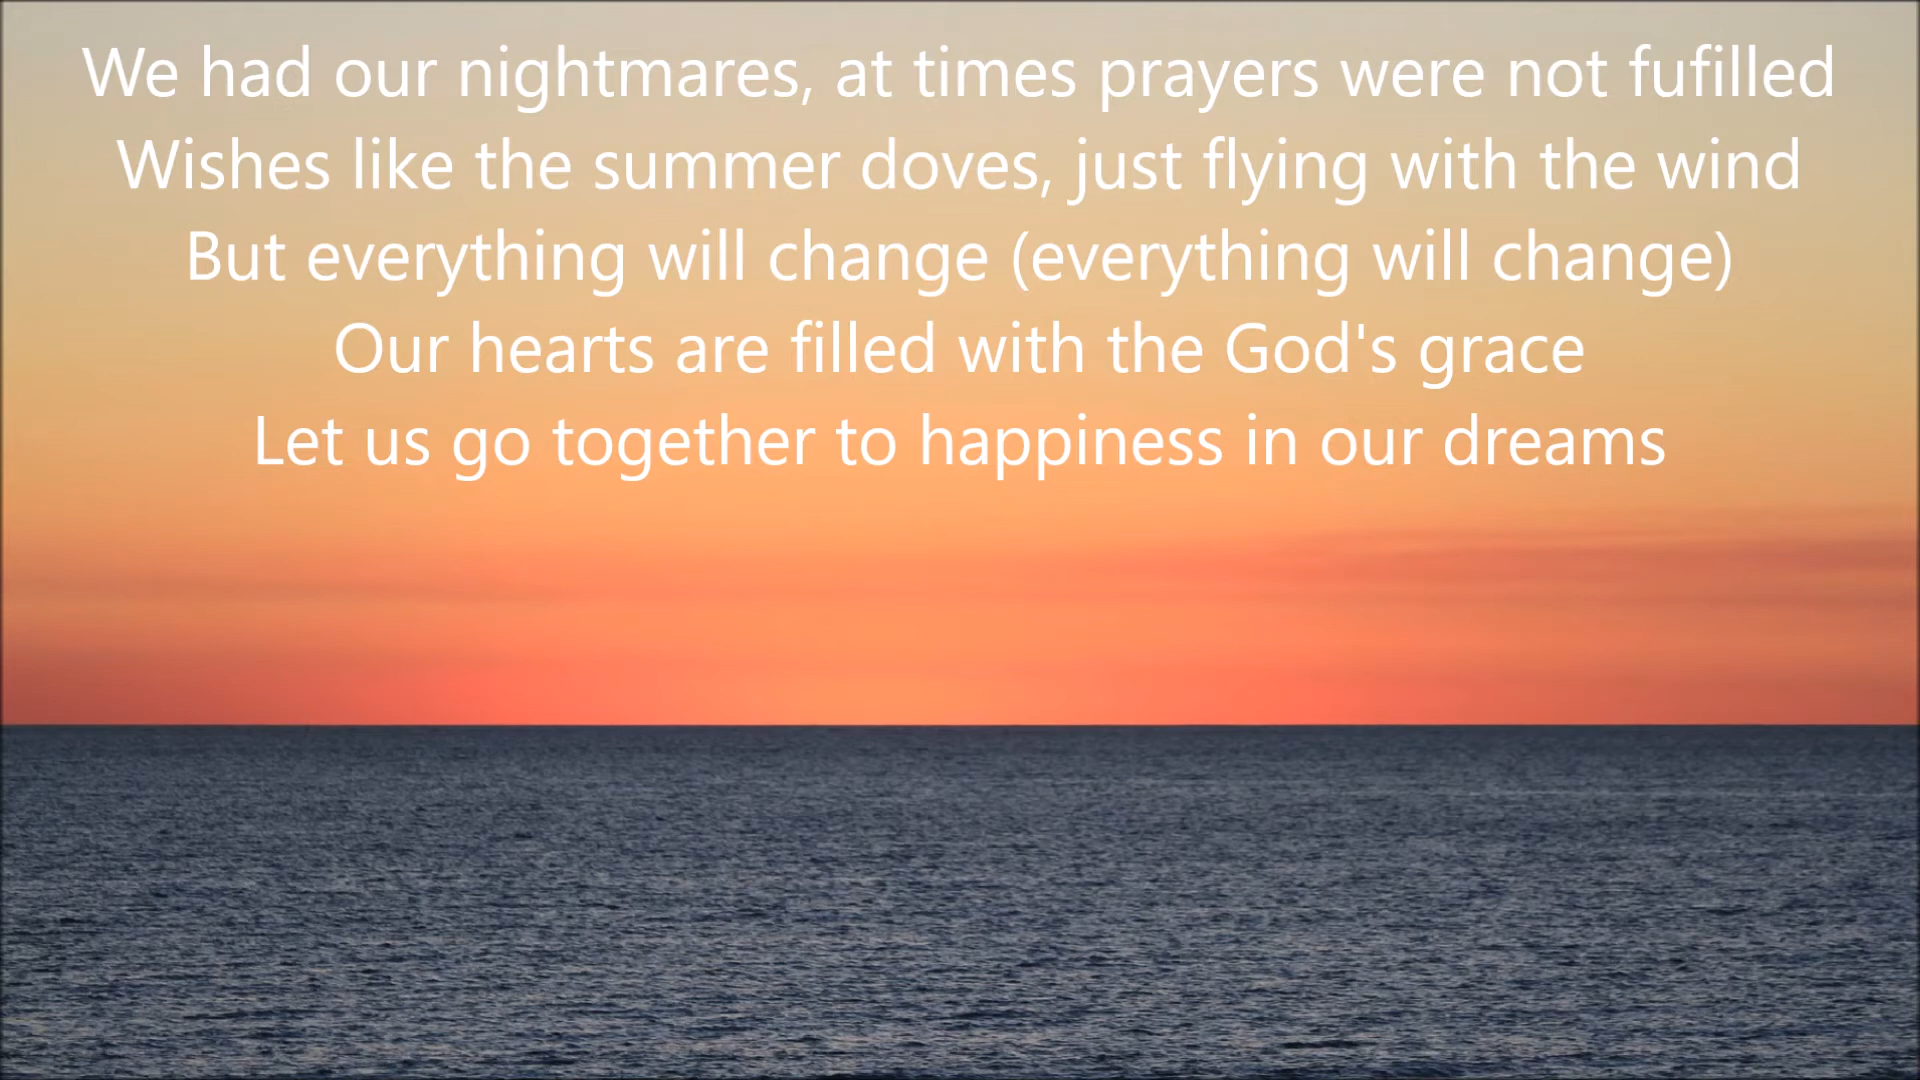 We had our nightmares, at times prayers were not fufilled
Wishes like the summer doves, just flying with the wind
But everything will change (everything will change)
Our hearts are filled with the God's grace
Let us go together to happiness in our dreams